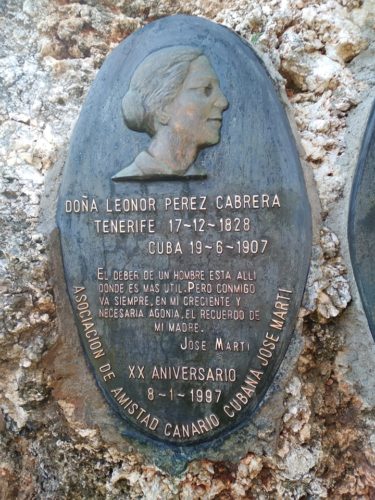 DOÑA LEONOR PEREZ CABRERA
TENERIFE 17-12-1828
CUBA 19-6-1907
EL DEBER DE UN HOMBRE ESTA ALLI
DONDE ES MAS UTIL. PERO CONMIGO
VA SIEMPRE, EN MI CRECIENTE Y
NECESARIA AGONIA, EL RECUERDO DE
MI MADRE.
JOSE MARTI
XX ANIVERSARIO
8-1-1997
ASOCIACION DE AMISTAD CANARIO CUBANA JOSE MARTI